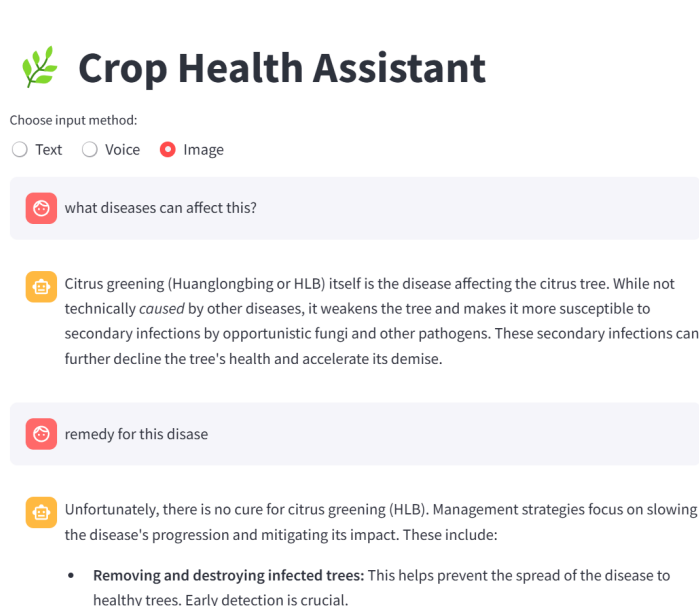 Crop Health Assistant
Choose input method:
Text Voice Image
what diseases can affect this?
Citrus greening (Huanglongbing or HLB) itself is the disease affecting the citrus tree. While not
technically caused by other diseases, it weakens the tree and makes it more susceptible to
secondary infections by opportunistic fungi and other pathogens. These secondary infections can
further decline the tree's health and accelerate its demise.
remedy for this disase
Unfortunately, there is no cure for citrus greening (HLB). Management strategies focus on slowing
the disease's progression and mitigating its impact. These include:
• Removing and destroying infected trees: This helps prevent the spread of the disease to
healthy trees. Early detection is crucial.